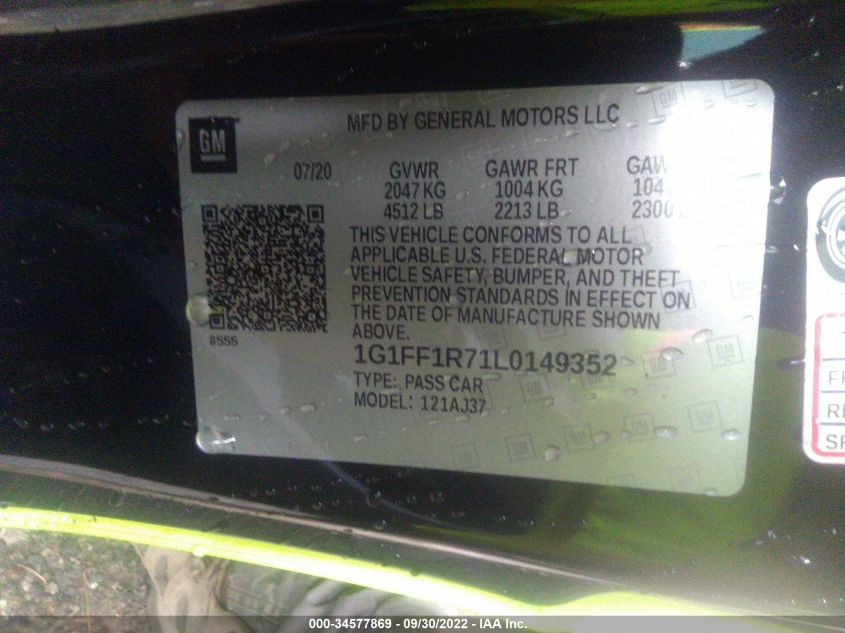 GM
MFD BY GENERAL MOTORS LLC
07/20 GVWR GAWR FRT
2047 KG 1004 KG
4512 LB 2213 LB
THIS VEHICLE CONFORMS TO ALL
APPLICABLE U.S. FEDERAL MOTOR
VEHICLE SAFETY, BUMPER, AND THEFT
PREVENTION STANDARDS IN EFFECT ON
THE DATE OF MANUFACTURE SHOWN
ABOVE.
8555
1G1FF1R71L0149352
TYPE: PASS CAR
MODEL: 121AJ37
000-34577869 - 09/30/2022 - IAA Inc.